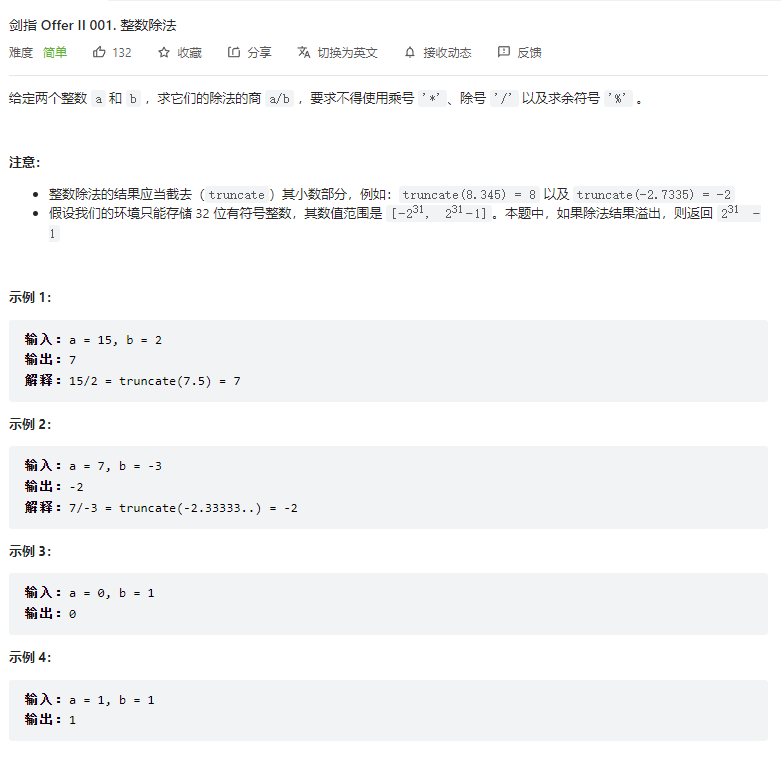 剑指 Offer II 001. 整数除法
难度 简单 132 收藏 分享 切换为英文 接收动态 反馈
给定两个整数 a 和 b ，求它们的除法的商 a/b ，要求不得使用乘号 '*'、除号 '/' 以及求余符号 '%' 。
注意：
整数除法的结果应当截去（truncate）其小数部分，例如：truncate(8.345) = 8 以及 truncate(-2.7335) = -2
假设我们的环境只能存储 32 位有符号整数，其数值范围是 [−2³¹, 2³¹−1]。本题中，如果除法结果溢出，则返回 2³¹ −
1
示例 1：
输入：a = 15, b = 2
输出：7
解释：15/2 = truncate(7.5) = 7
示例 2：
输入：a = 7, b = -3
输出：-2
解释：7/-3 = truncate(-2.33333..) = -2
示例 3：
输入：a = 0, b = 1
输出：0
示例 4：
输入：a = 1, b = 1
输出：1